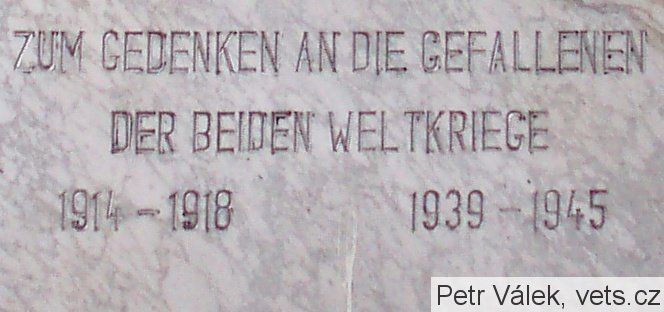 ZUM GEDENKEN AN DIE GEFALLENEN
DER BEIDEN WELTKRIEGE
1914 - 1918 1939 - 1945
Petr Válek, vets.cz